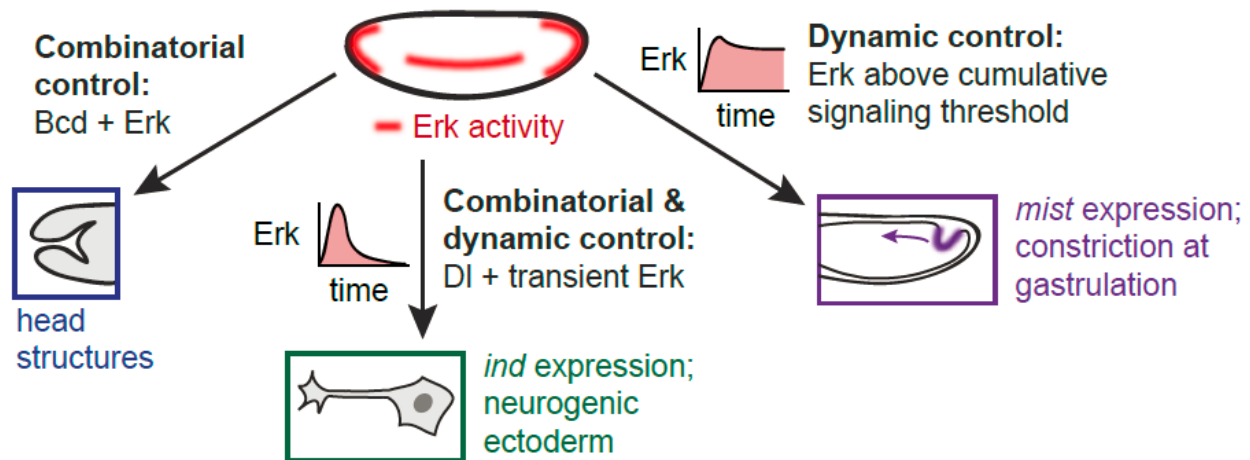 Combinatorial
control:
Bcd + Erk
Erk activity
Erk
time
Dynamic control:
Erk above cumulative
signaling threshold
head
structures
Erk
time
Combinatorial &
dynamic control:
Dl + transient Erk
ind expression;
neurogenic
ectoderm
mist expression;
constriction at
gastrulation